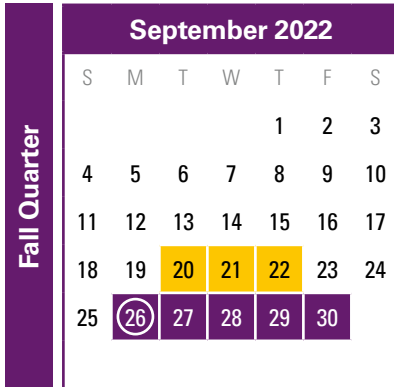 Fall Quarter
September 2022
S M T W T F S
1 2 3
4 5 6 7 8 9 10
11 12 13 14 15 16 17
18 19 20 21 22 23 24
25 26 27 28 29 30